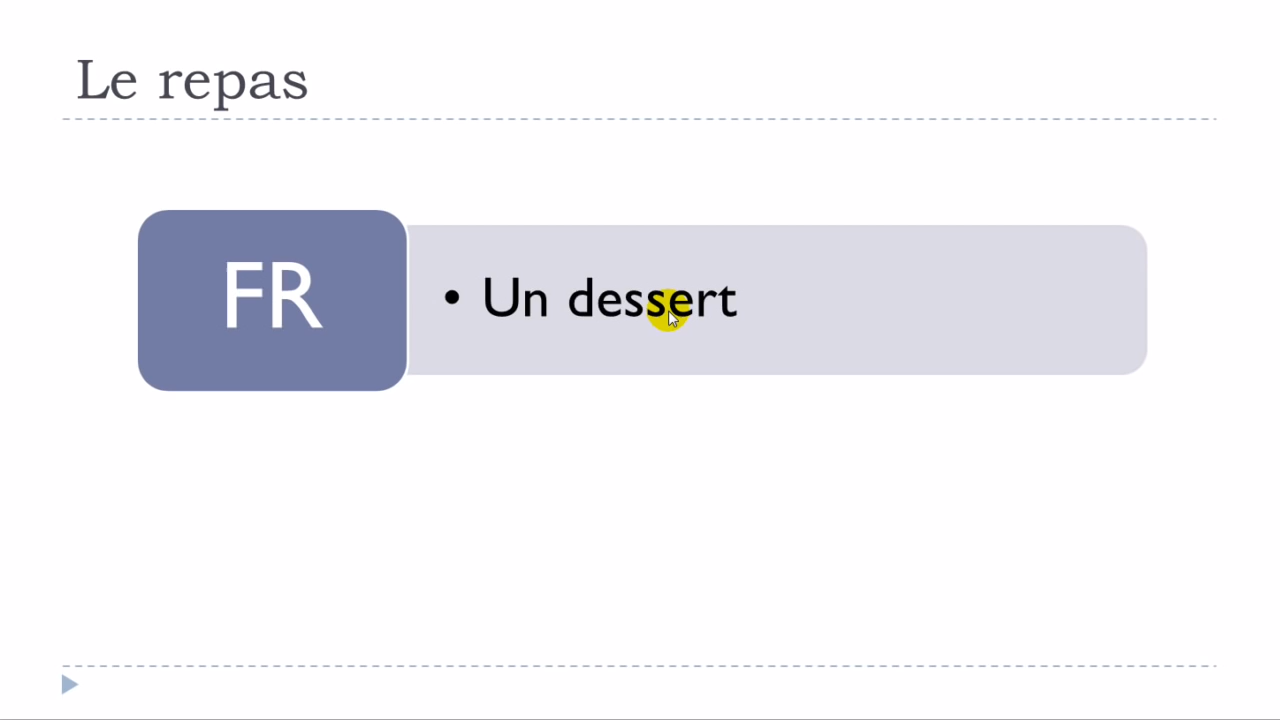 Le repas
FR
• Un dessert